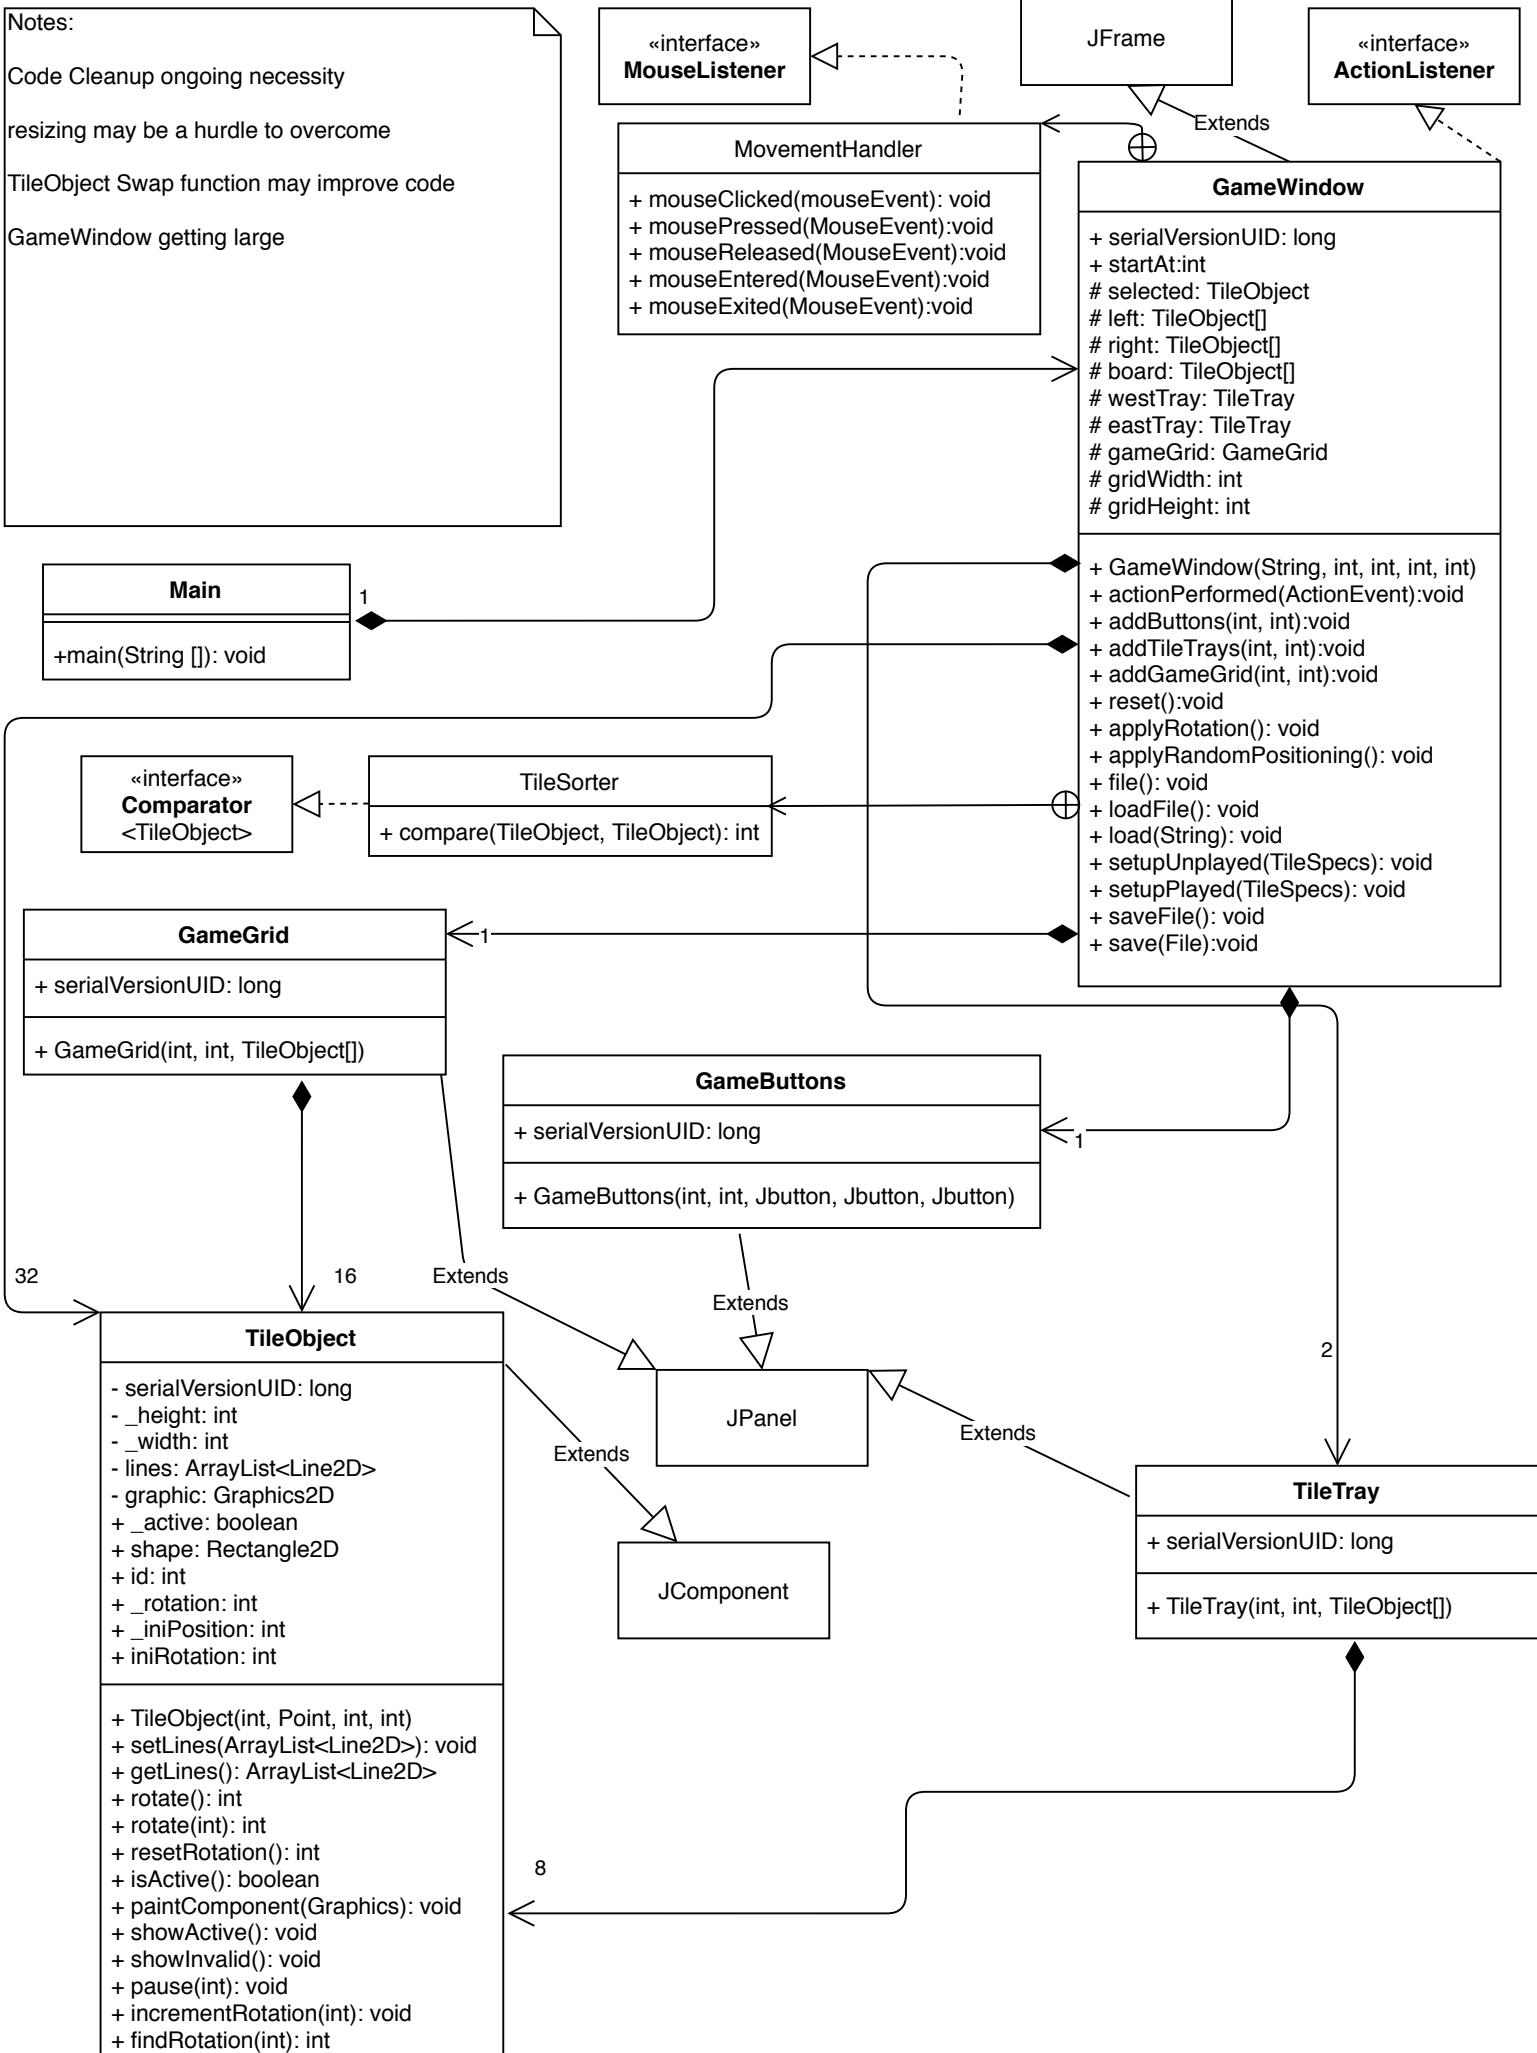 Notes:
Code Cleanup ongoing necessity
resizing may be a hurdle to overcome
TileObject Swap function may improve code
GameWindow getting large
«interface»
MouseListener
JFrame
«interface»
ActionListener
Extends
MovementHandler
+ mouseClicked(mouseEvent): void
+ mousePressed(MouseEvent):void
+ mouseReleased(MouseEvent):void
+ mouseEntered(MouseEvent):void
+ mouseExited(MouseEvent):void
GameWindow
+ serialVersionUID: long
+ startAt:int
# selected: TileObject
# left: TileObject[]
# right: TileObject[]
# board: TileObject[]
# westTray: TileTray
# eastTray: TileTray
# gameGrid: GameGrid
# gridWidth: int
# gridHeight: int
+ GameWindow(String, int, int, int, int)
+ actionPerformed(ActionEvent):void
+ addButtons(int, int):void
+ addTileTrays(int, int):void
+ addGameGrid(int, int):void
+ reset():void
+ applyRotation(): void
+ applyRandomPositioning(): void
+ file(): void
+ loadFile(): void
+ load(String): void
+ setupUnplayed(TileSpecs): void
+ setupPlayed(TileSpecs): void
+ saveFile(): void
+ save(File):void
Main
1
+main(String []): void
«interface»
Comparator
<TileObject>
TileSorter
+ compare(TileObject, TileObject): int
GameGrid
1
+ serialVersionUID: long
+ GameGrid(int, int, TileObject[])
GameButtons
+ serialVersionUID: long
1
+ GameButtons(int, int, Jbutton, Jbutton, Jbutton)
32
16
Extends
Extends
2
TileObject
- serialVersionUID: long
- _height: int
- _width: int
- lines: ArrayList<Line2D>
- graphic: Graphics2D
+ _active: boolean
+ shape: Rectangle2D
+ id: int
+ _rotation: int
+ _iniPosition: int
+ iniRotation: int
+ TileObject(int, Point, int, int)
+ setLines(ArrayList<Line2D>): void
+ getLines(): ArrayList<Line2D>
+ rotate(): int
+ rotate(int): int
+ resetRotation(): int
+ isActive(): boolean
+ paintComponent(Graphics): void
+ showActive(): void
+ showInvalid(): void
+ pause(int): void
+ incrementRotation(int): void
+ findRotation(int): int
JPanel
Extends
Extends
JComponent
TileTray
+ serialVersionUID: long
+ TileTray(int, int, TileObject[])
8